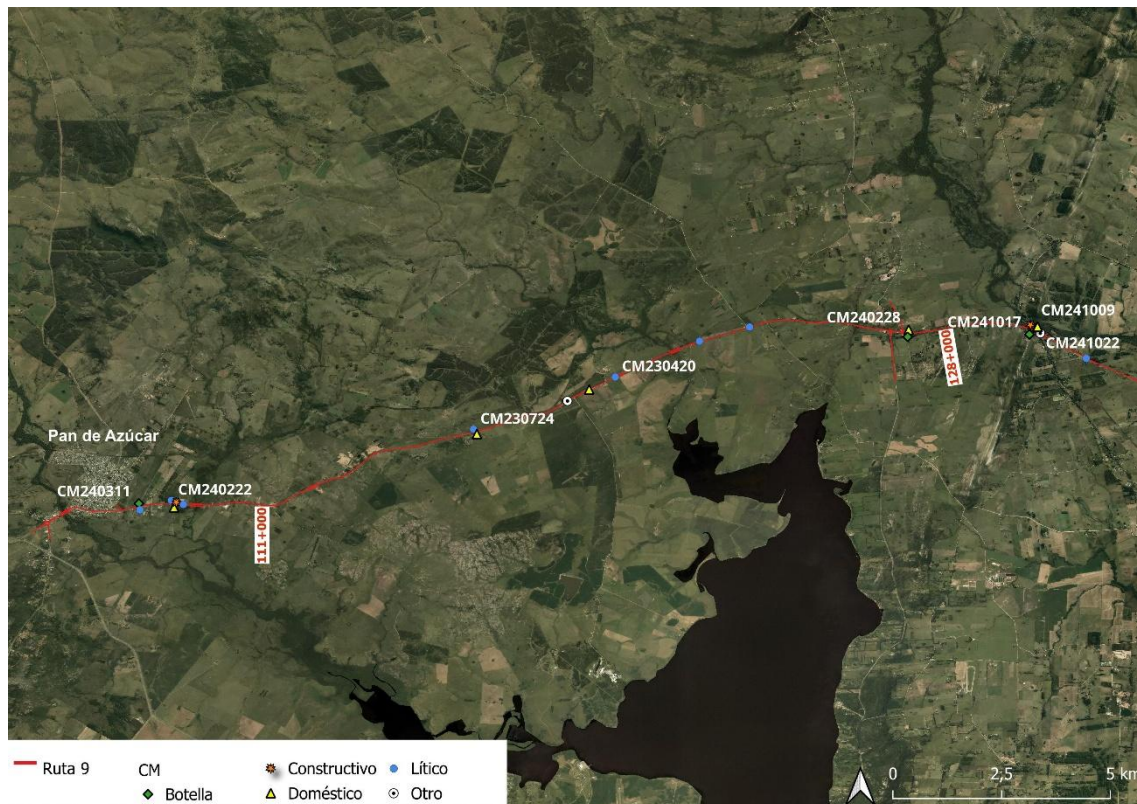 CM240228
CM241017
CM241009
CM241022
128+000
CM230420
CM230724
Pan de Azúcar
CM240311
CM240222
111+000
Ruta 9
CM
Constructivo
Lítico
Botella
Doméstico
Otro
0
2,5
5 km